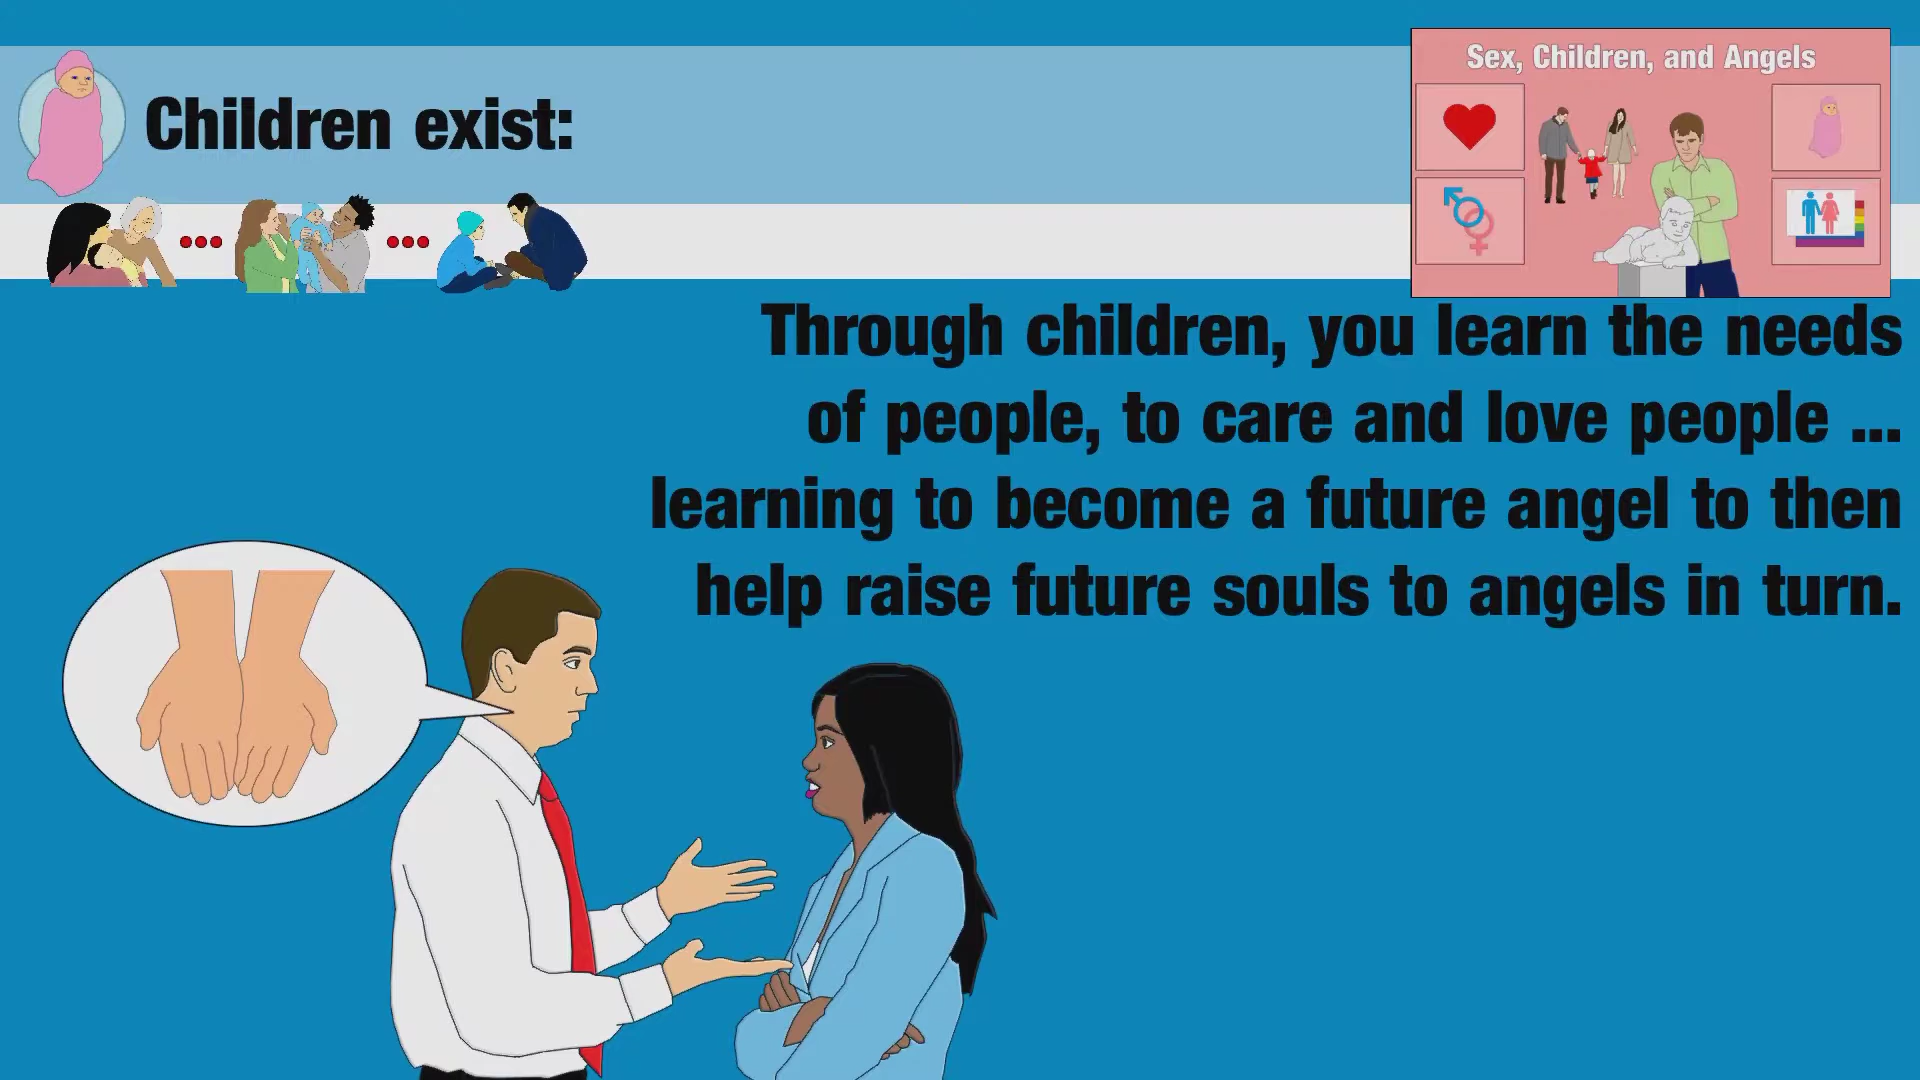 Sex, Children, and Angels
Children exist:
Through children, you learn the needs
of people, to care and love people ...
learning to become a future angel to then
help raise future souls to angels in turn.